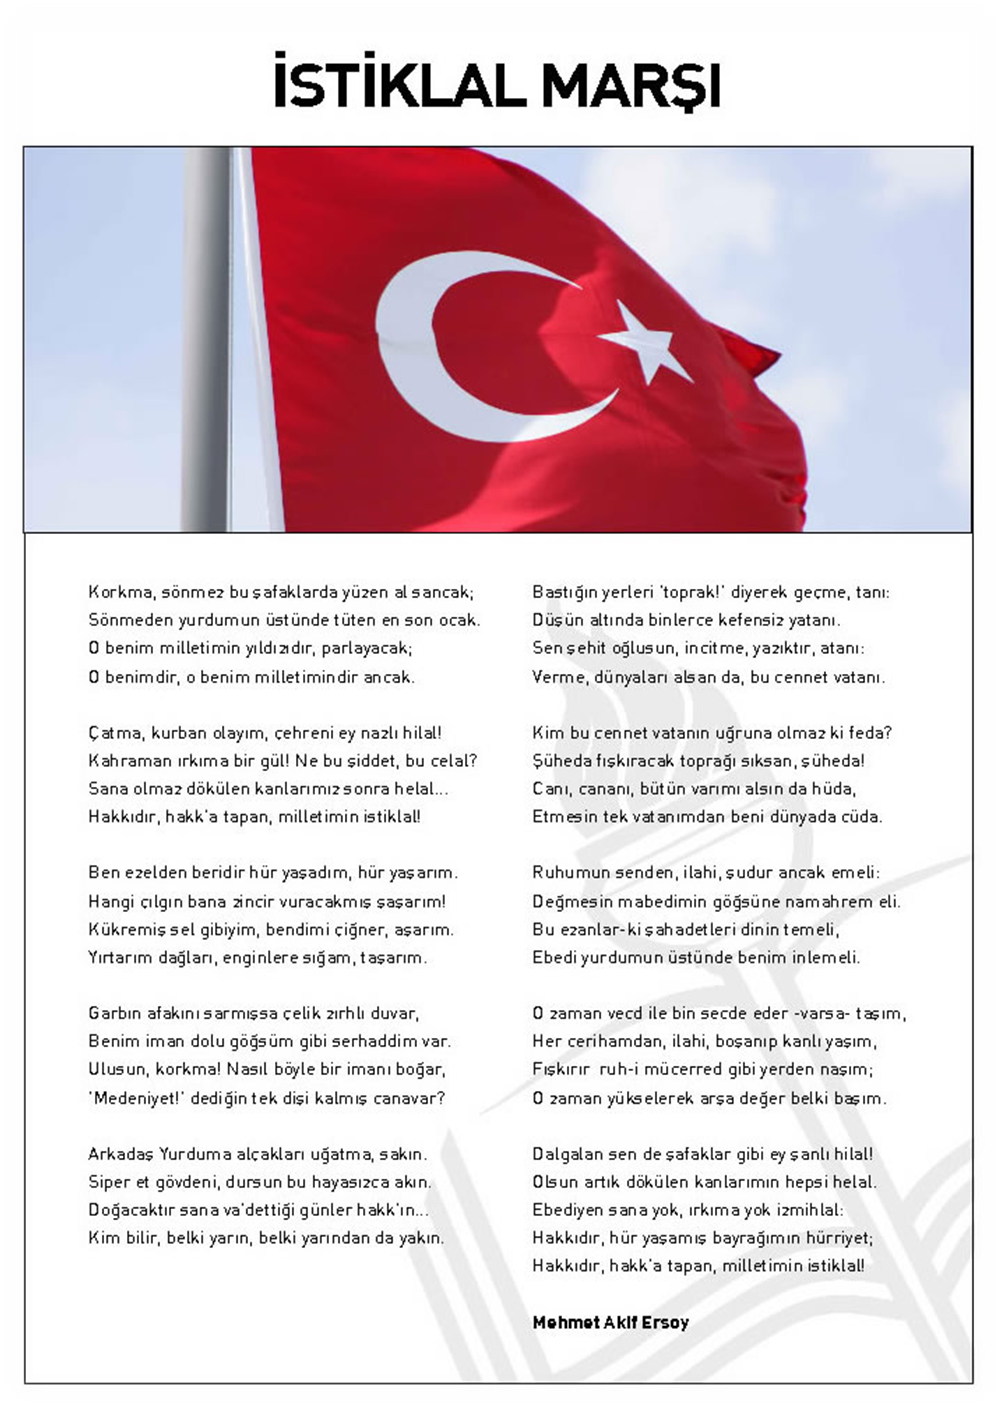 İSTİKLAL MARŞI
Korkma, sönmez bu şafaklarda yüzen al sancak;
Sönmeden yurdumun üstünde tüten en son ocak.
O benim milletimin yıldızıdır, parlayacak;
O benimdir, o benim milletimindir ancak.
Çatma, kurban olayım, çehreni ey nazlı hilal!
Kahraman ırkıma bir gül! Ne bu şiddet, bu celal?
Sana olmaz dökülen kanlarımız sonra helal...
Hakkıdır, hakk'a tapan, milletimin istiklal!
Ben ezelden beridir hür yaşadım, hür yaşarım.
Hangi çılgın bana zincir vuracakmış şaşarım!
Kükremiş sel gibiyim, bendimi çiğner, aşarım.
Yırtarım dağları, enginlere sığam, taşarım.
Garbın afakını sarmışsa çelik zırhlı duvar,
Benim iman dolu göğsüm gibi serhaddim var.
Ulusun, korkma! Nasıl böyle bir imanı boğar,
'Medeniyet!' dediğin tek dişi kalmış canavar?
Arkadaş Yurduma alçakları uğatma, sakın.
Siper et gövdeni, dursun bu hayasızca akın.
Doğacaktır sana va'dettiği günler hakk'ın...
Kim bilir, belki yarın, belki yarından da yakın.
Bastığın yerleri 'toprak!' diyerek geçme, tanı:
Düşün altında binlerce kefensiz yatanı.
Sen şehit oğlusun, incitme, yazıktır, atanı:
Verme, dünyaları alsan da, bu cennet vatanı.
Kim bu cennet vatanın uğruna olmaz ki feda?
Şüheda fışkıracak toprağı sıksan, şüheda!
Canı, cananı, bütün varımı alsın da hüda,
Etmesin tek vatanımdan beni dünyada cüda.
Ruhumun senden, ilahi, şudur ancak emeli:
Değmesin mabedimin göğsüne namahrem eli.
Bu ezanlar-ki şahadetleri dinin temeli,
Ebedi yurdumun üstünde benim inlemeli.
O zaman vecd ile bin secde eder -varsa- taşım,
Her cerihamdan, ilahi, boşanıp kanlı yaşım,
Fışkırır ruh-i mücerred gibi yerden naşım;
O zaman yükselerek arşa değer belki başım.
Dalgalan sen de şafaklar gibi ey şanlı hilal!
Olsun artık dökülen kanlarımın hepsi helal.
Ebediyen sana yok, ırkıma yok izmihlal:
Hakkıdır, hür yaşamış bayrağımın hürriyet;
Hakkıdır, hakk'a tapan, milletimin istiklal!
Mehmet Akif Ersoy